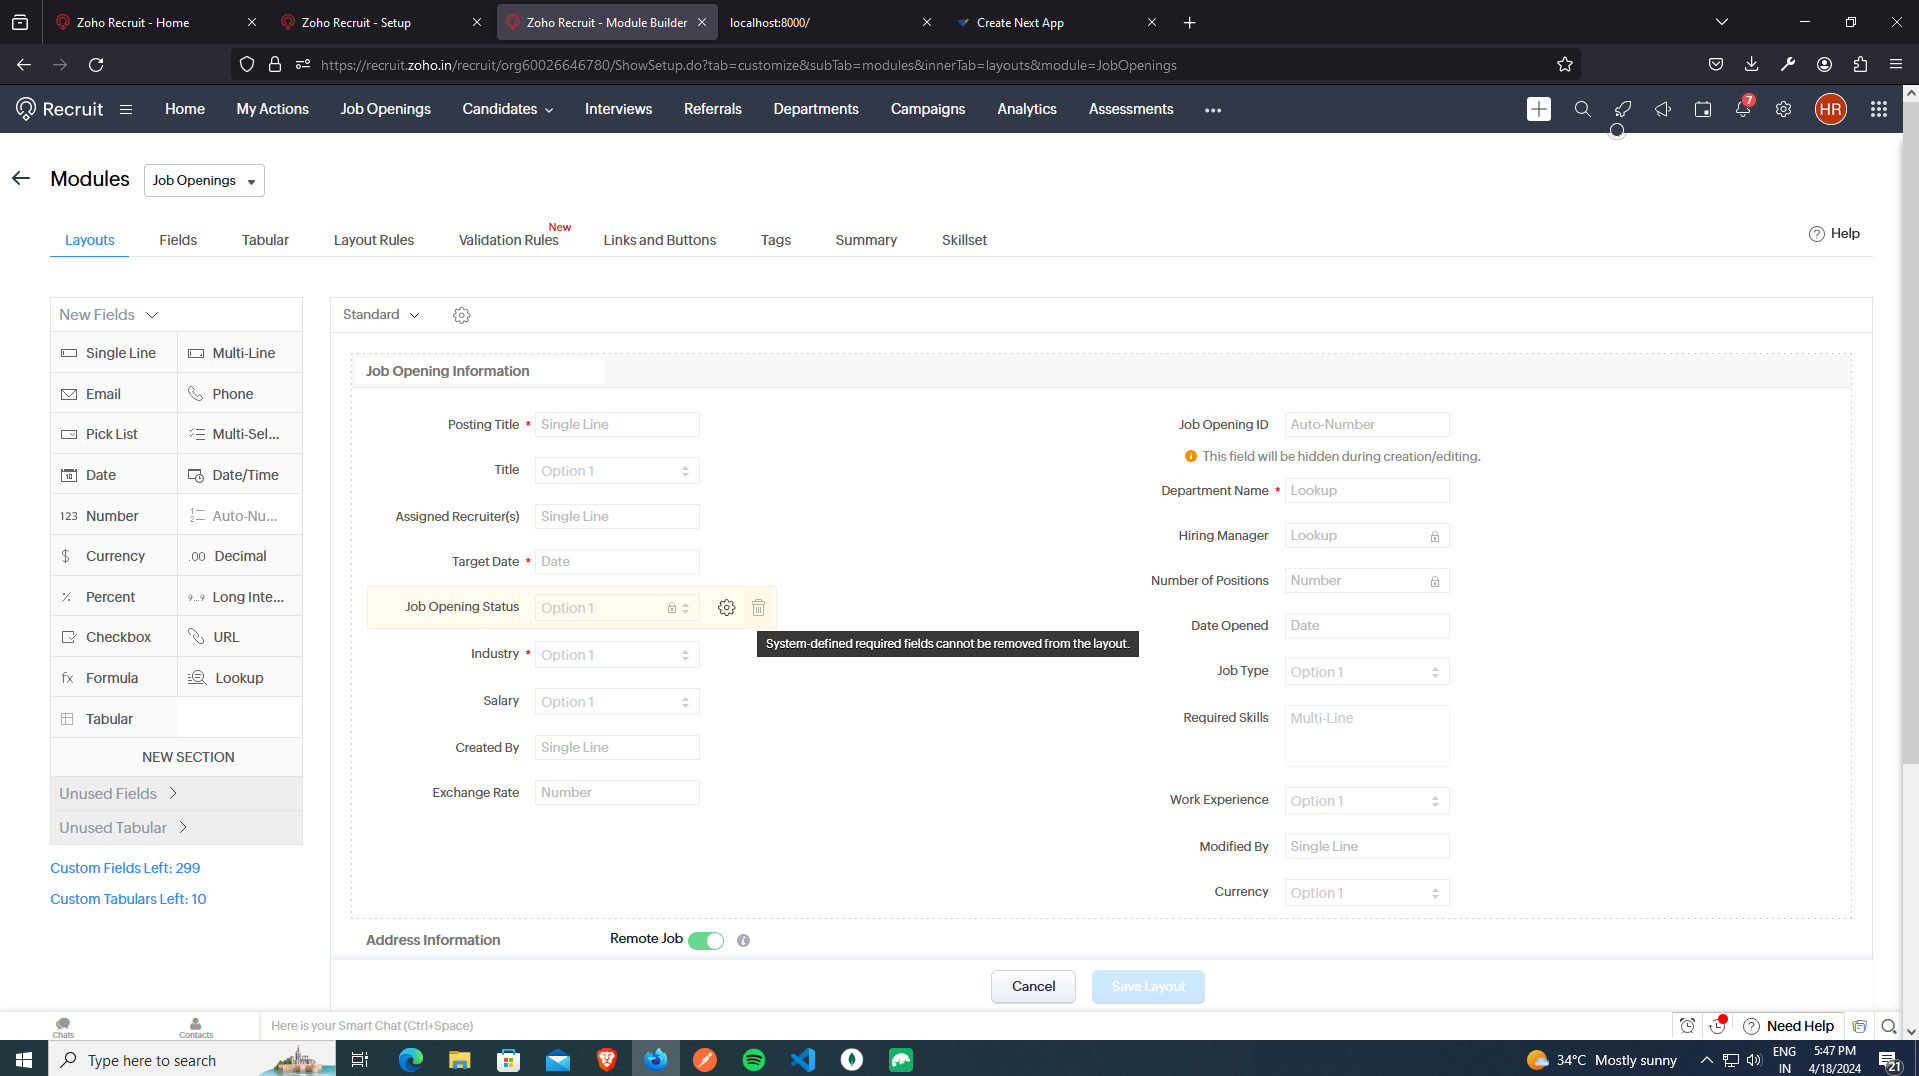 Zoho Recruit - Home
Zoho Recruit - Setup
Zoho Recruit - Module Builder
localhost:8000/
Create Next App
https://recruit.zoho.in/recruit/org60026646780/ShowSetup.do?tab=customize&subTab=modules&innerTab=layouts&module=JobOpenings
Recruit
Home
My Actions
Job Openings
Candidates
Interviews
Referrals
Departments
Campaigns
Analytics
Assessments
7
HR
Modules
Job Openings
Layouts
Fields
Tabular
Layout Rules
Validation Rules
New
Links and Buttons
Tags
Summary
Skillset
Help
New Fields
Single Line
Multi-Line
Email
Phone
Pick List
Multi-Sel...
Date
Date/Time
123 Number
Auto-Nu...
$ Currency
.00 Decimal
Percent
9...9 Long Inte...
Checkbox
URL
fx Formula
Lookup
Tabular
NEW SECTION
Unused Fields
Unused Tabular
Custom Fields Left: 299
Custom Tabulars Left: 10
Standard
Job Opening Information
Posting Title * Single Line
Title Option 1
Assigned Recruiter(s) Single Line
Target Date * Date
Job Opening Status Option 1
System-defined required fields cannot be removed from the layout.
Industry * Option 1
Salary Option 1
Created By Single Line
Exchange Rate Number
Job Opening ID Auto-Number
This field will be hidden during creation/editing.
Department Name * Lookup
Hiring Manager Lookup
Number of Positions Number
Date Opened Date
Job Type Option 1
Required Skills Multi-Line
Work Experience Option 1
Modified By Single Line
Currency Option 1
Address Information
Remote Job
Cancel
Save Layout
Chats
Contacts
Here is your Smart Chat (Ctrl+Space)
Need Help
Type here to search
34°C Mostly sunny
ENG
IN
5:47 PM
4/18/2024
21